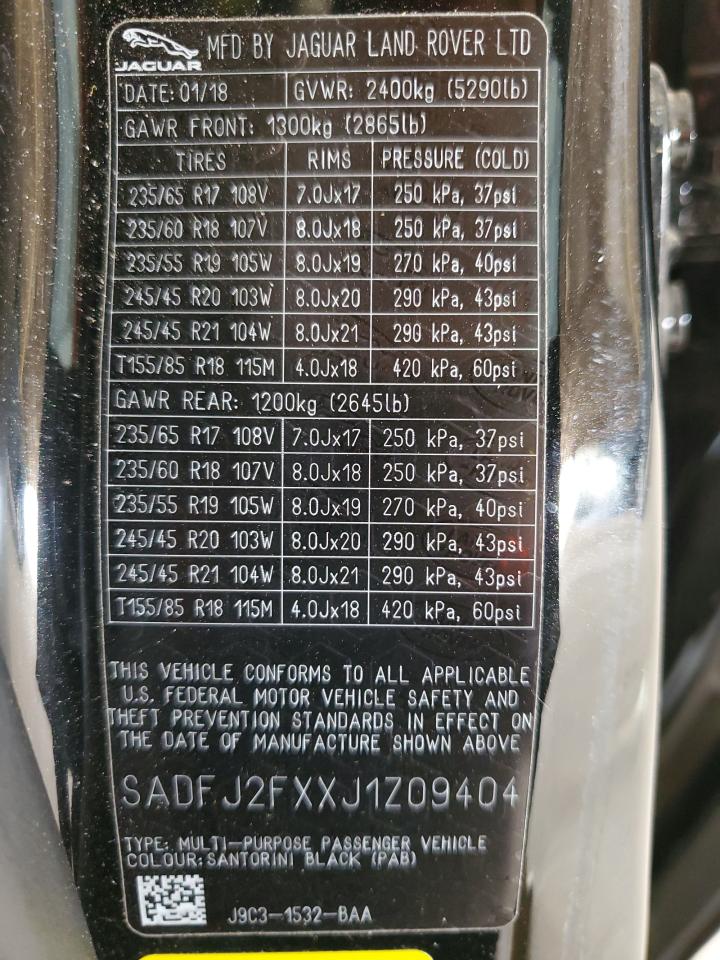 JAGUAR MFD BY JAGUAR LAND ROVER LTD
DATE: 01/18 GVWR: 2400kg (5290lb)
GAWR FRONT: 1300kg (2865lb)
TIRES RIMS PRESSURE (COLD)
235/65 R17 108V 7.0Jx17 250 kPa, 37psi
235/60 R18 107V 8.0Jx18 250 kPa, 37psi
235/55 R19 105W 8.0Jx19 270 kPa, 40psi
245/45 R20 103W 8.0Jx20 290 kPa, 43psi
245/45 R21 104W 8.0Jx21 290 kPa, 43psi
T155/85 R18 115M 4.0Jx18 420 kPa, 60psi
GAWR REAR: 1200kg (2645lb)
235/65 R17 108V 7.0Jx17 250 kPa, 37psi
235/60 R18 107V 8.0Jx18 250 kPa, 37psi
235/55 R19 105W 8.0Jx19 270 kPa, 40psi
245/45 R20 103W 8.0Jx20 290 kPa, 43psi
245/45 R21 104W 8.0Jx21 290 kPa, 43psi
T155/85 R18 115M 4.0Jx18 420 kPa, 60psi
THIS VEHICLE CONFORMS TO ALL APPLICABLE
U.S. FEDERAL MOTOR VEHICLE SAFETY AND
THEFT PREVENTION STANDARDS IN EFFECT ON
THE DATE OF MANUFACTURE SHOWN ABOVE
SADFJ2FXXJ1Z09404
TYPE: MULTI-PURPOSE PASSENGER VEHICLE
COLOUR:SANTORINI BLACK (PAB)
J9C3-1532-BAA